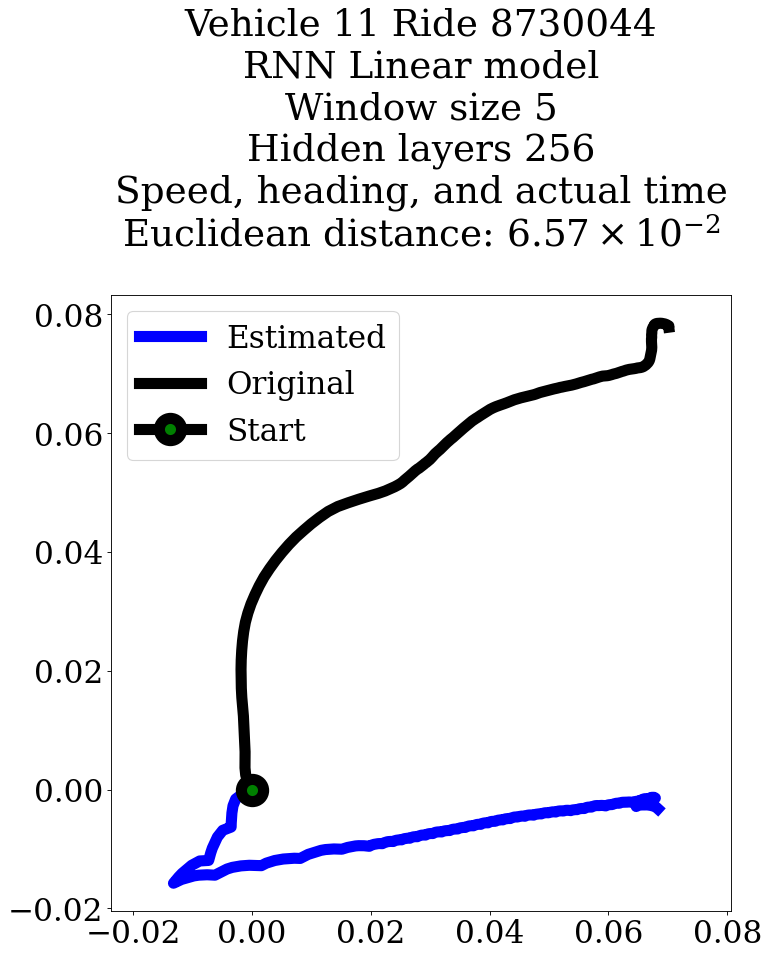 Vehicle 11 Ride 8730044
RNN Linear model
Window size 5
Hidden layers 256
Speed, heading, and actual time
Euclidean distance: 6.57 × 10⁻²
Estimated
Original
Start
0.08
0.06
0.04
0.02
0.00
−0.02
−0.02 0.00 0.02 0.04 0.06 0.08